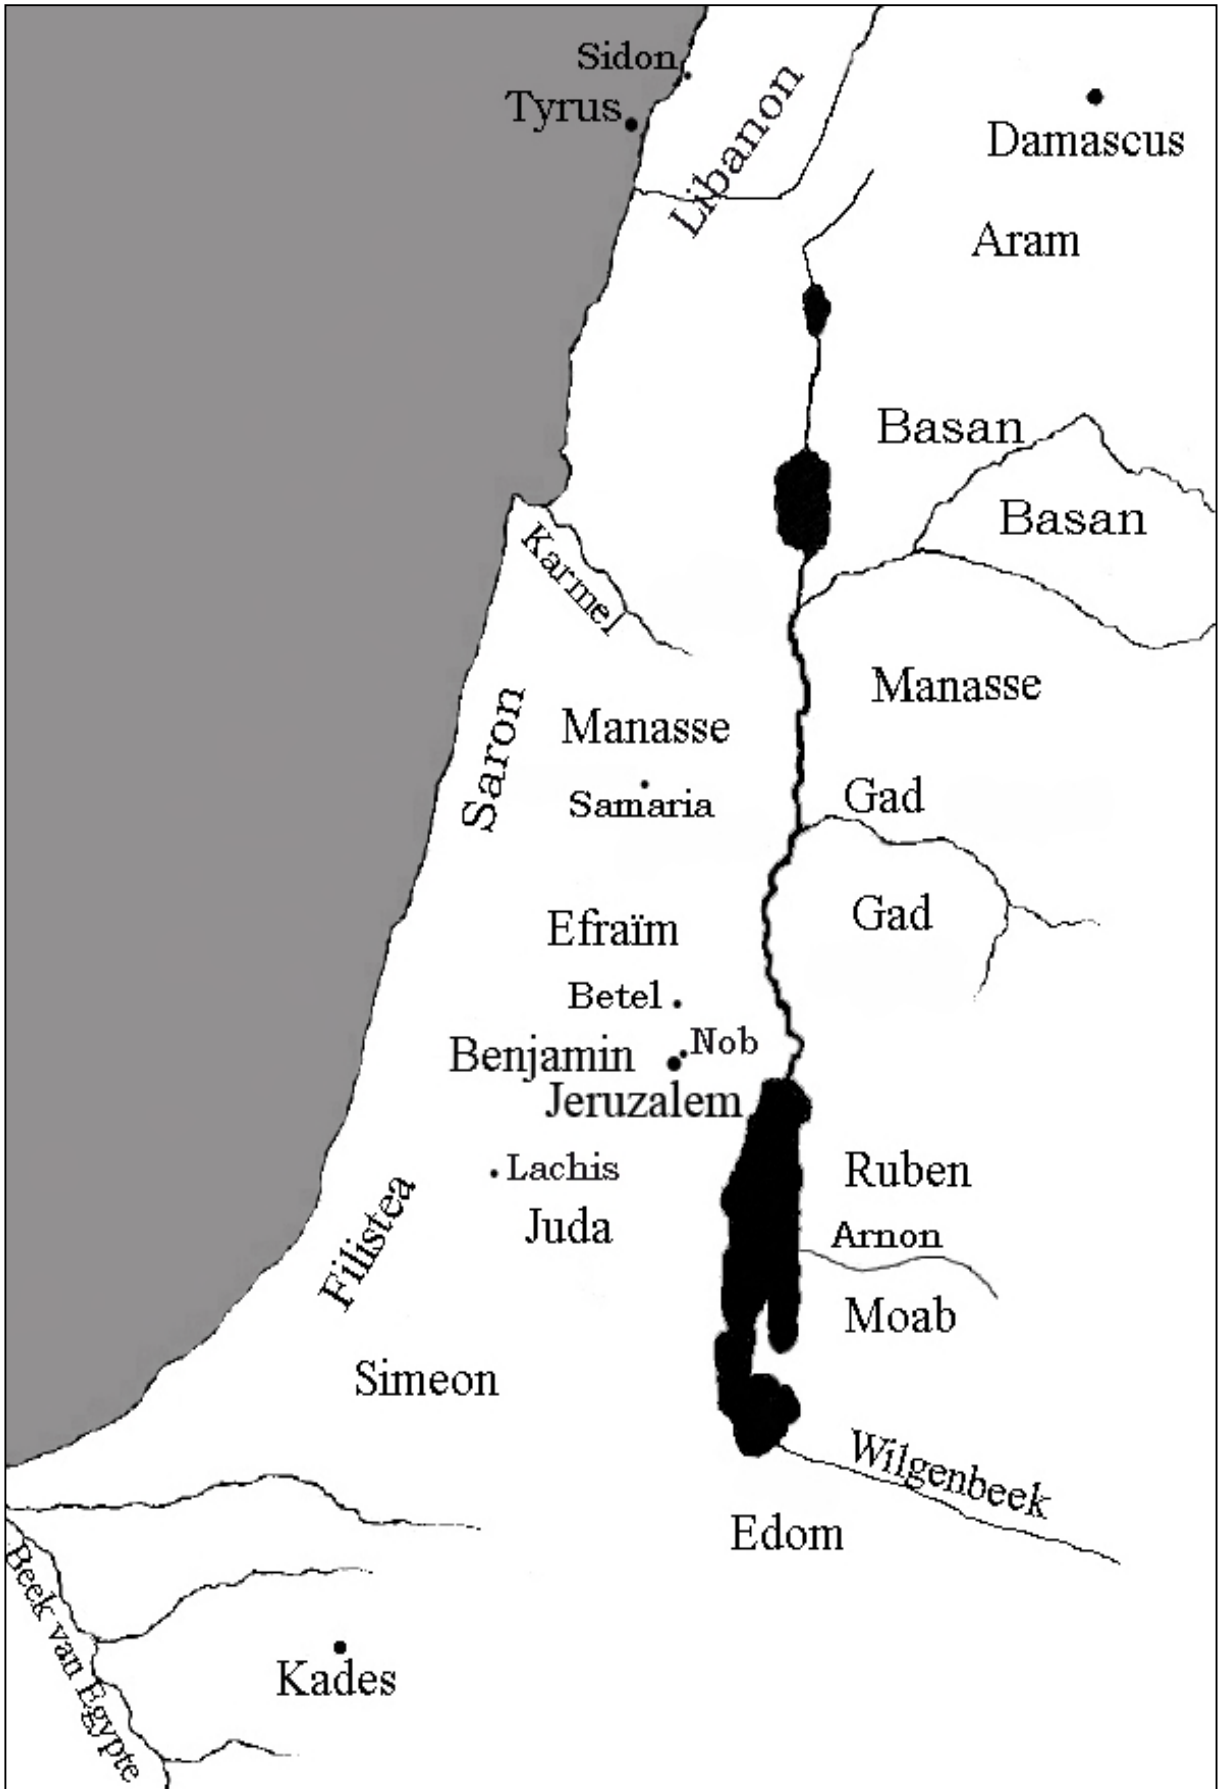 Sidon
Tyrus
Libanon
Damascus
Aram
Basan
Basan
Karmel
Manasse
Saron
Manasse
Samaria
Gad
Gad
Efraïm
Betel
Nob
Benjamin
Jeruzalem
Lachis
Ruben
Juda
Arnon
Filistea
Moab
Simeon
Wilgenbeek
Edom
Beek van Egypte
Kades